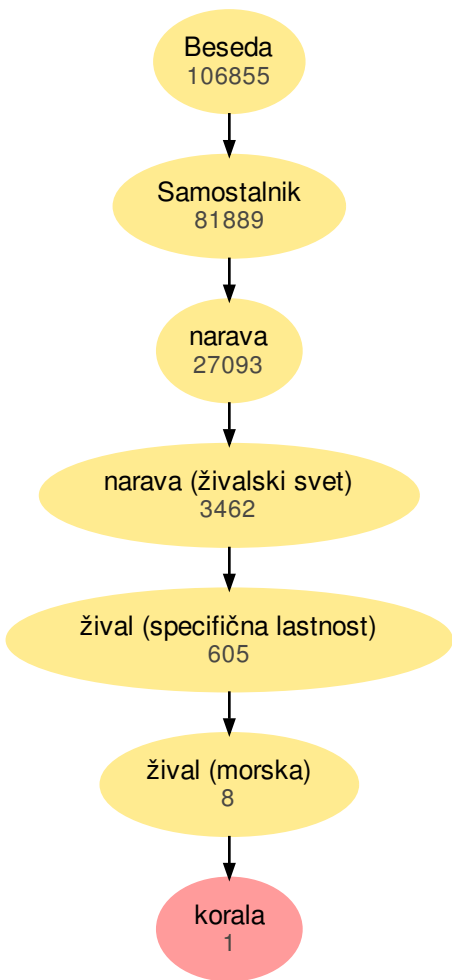 Beseda
106855
Samostalnik
81889
narava
27093
narava (živalski svet)
3462
žival (specifična lastnost)
605
žival (morska)
8
korala
1